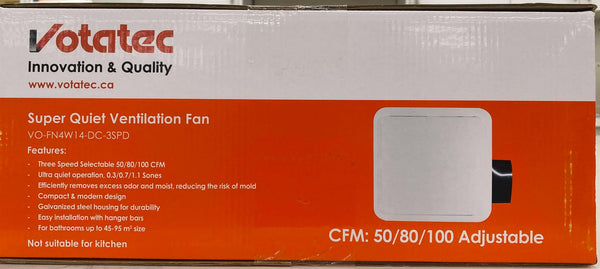 Votatec
Innovation & Quality
www.votatec.ca
Super Quiet Ventilation Fan
VO-FN4W14-DC-3SPD
Features:
- Three Speed Selectable 50/80/100 CFM
- Ultra quiet operation, 0.3/0.7/1.1 Sones
- Efficiently removes excess odor and moist, reducing the risk of mold
- Compact & modern design
- Galvanized steel housing for durability
- Easy installation with hanger bars
- For bathrooms up to 45-95 m² size
Not suitable for kitchen
CFM: 50/80/100 Adjustable